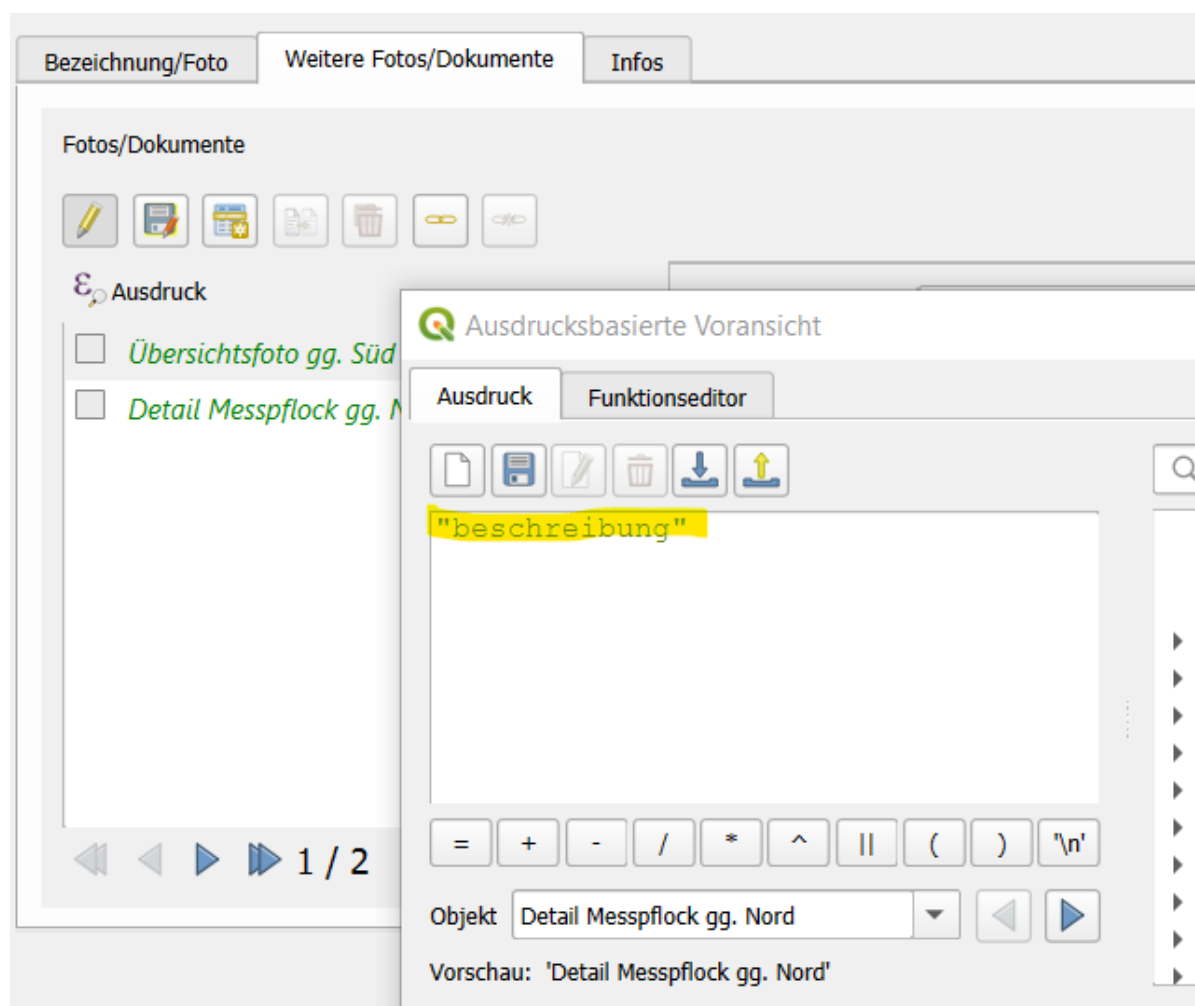 Bezeichnung/Foto Weitere Fotos/Dokumente Infos
Fotos/Dokumente
Ausdruck
Übersichtsfoto gg. Süd
Detail Messpflock gg.
1 / 2
Ausdrucksbasierte Voransicht
Ausdruck Funktionseditor
"beschreibung"
= + - / * ^ || ( ) '\n'
Objekt Detail Messpflock gg. Nord
Vorschau: 'Detail Messpflock gg. Nord'